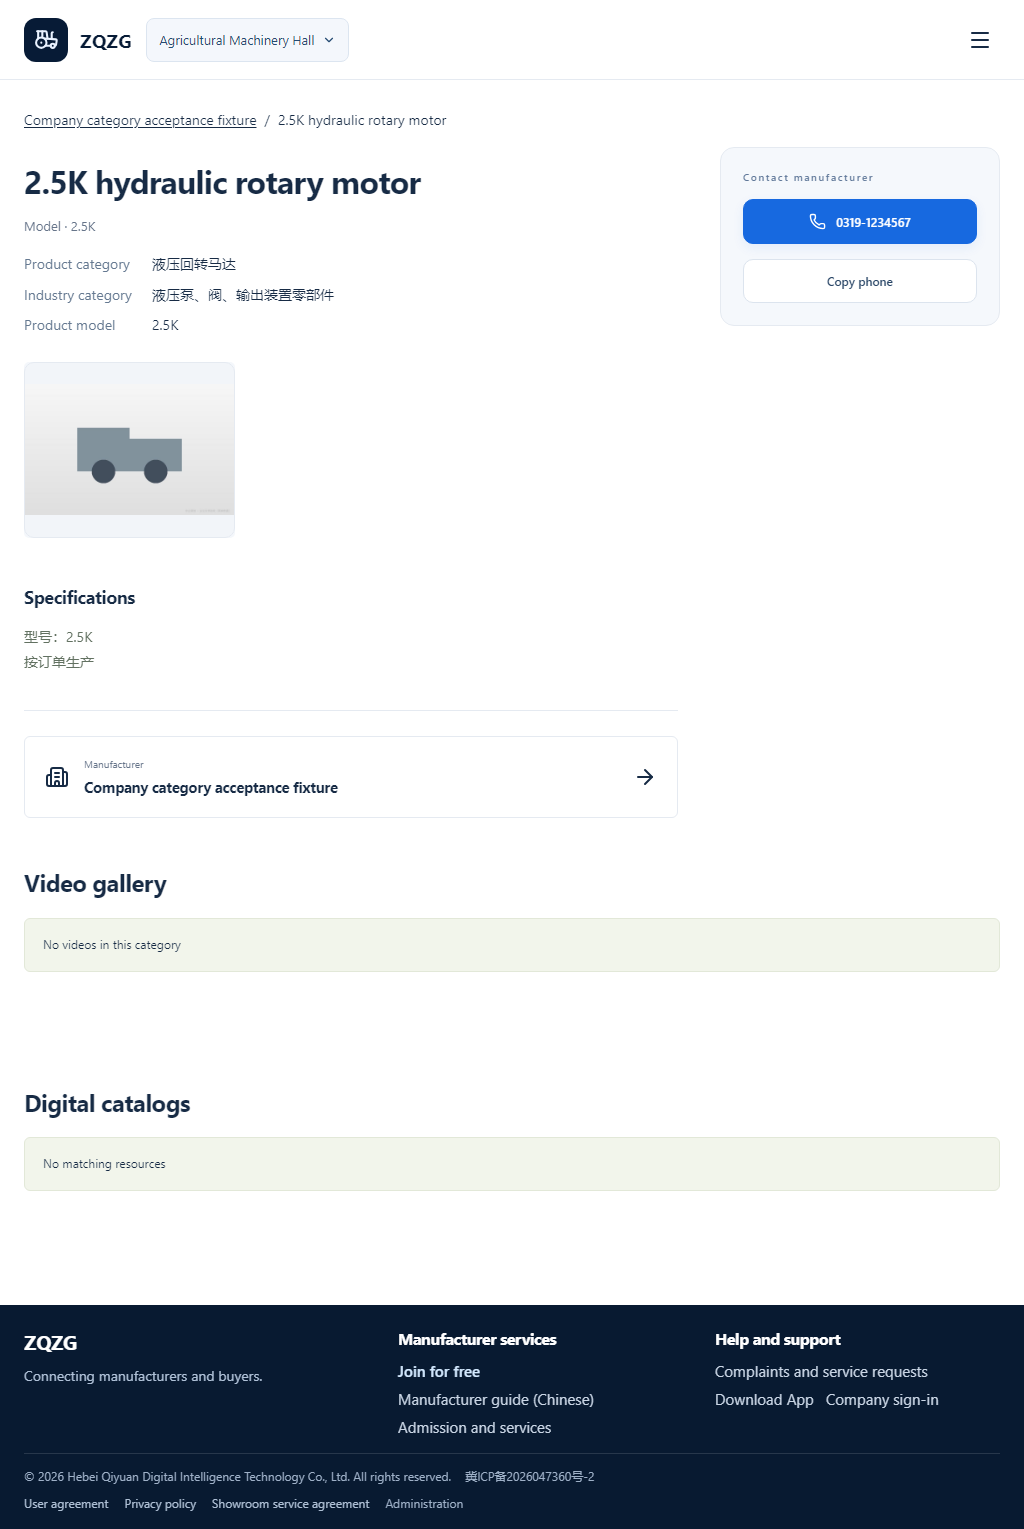 ZQZG
Agricultural Machinery Hall
Company category acceptance fixture / 2.5K hydraulic rotary motor
2.5K hydraulic rotary motor
Model · 2.5K
Product category 液压回转马达
Industry category 液压泵、阀、输出装置零部件
Product model 2.5K
Contact manufacturer
0319-1234567
Copy phone
Specifications
型号：2.5K
按订单生产
Manufacturer
Company category acceptance fixture
Video gallery
No videos in this category
Digital catalogs
No matching resources
ZQZG
Connecting manufacturers and buyers.
Manufacturer services
Join for free
Manufacturer guide (Chinese)
Admission and services
Help and support
Complaints and service requests
Download App Company sign-in
© 2026 Hebei Qiyuan Digital Intelligence Technology Co., Ltd. All rights reserved. 冀ICP备2026047360号-2
User agreement Privacy policy Showroom service agreement Administration